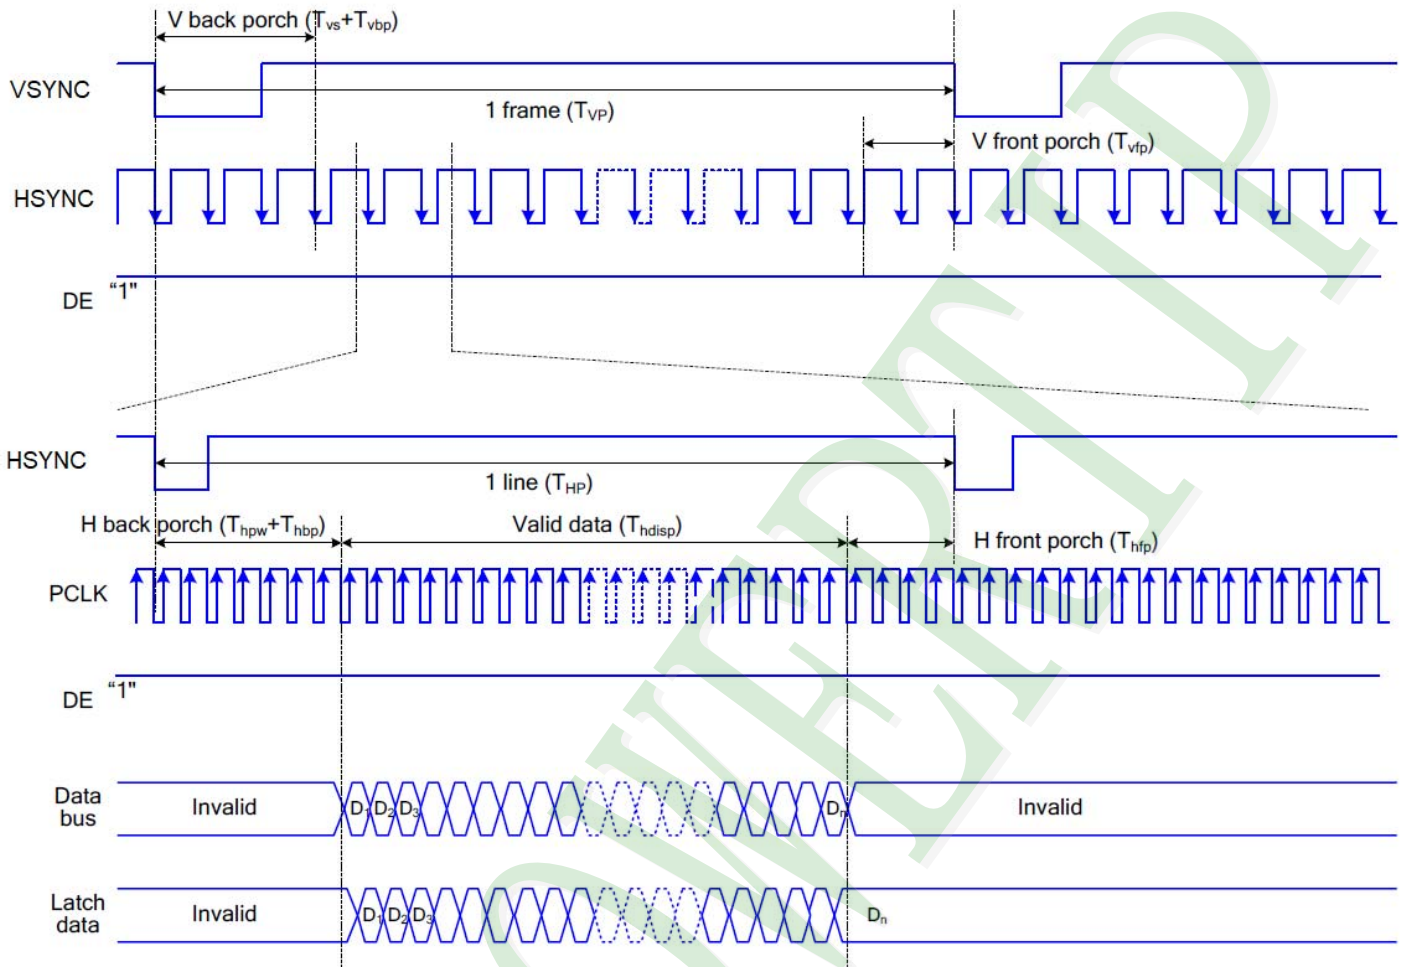 V back porch (Tvs+Tvbp)
VSYNC
1 frame (TVP)
V front porch (Tvfp)
HSYNC
DE "1"
HSYNC
1 line (THP)
H back porch (Thpw+Thbp)
Valid data (Thdisp)
H front porch (Thfp)
PCLK
DE "1"
Data
bus
Invalid
D1 D2 D3
Dn
Invalid
Latch
data
Invalid
D1 D2 D3
Dn
OWERTIP